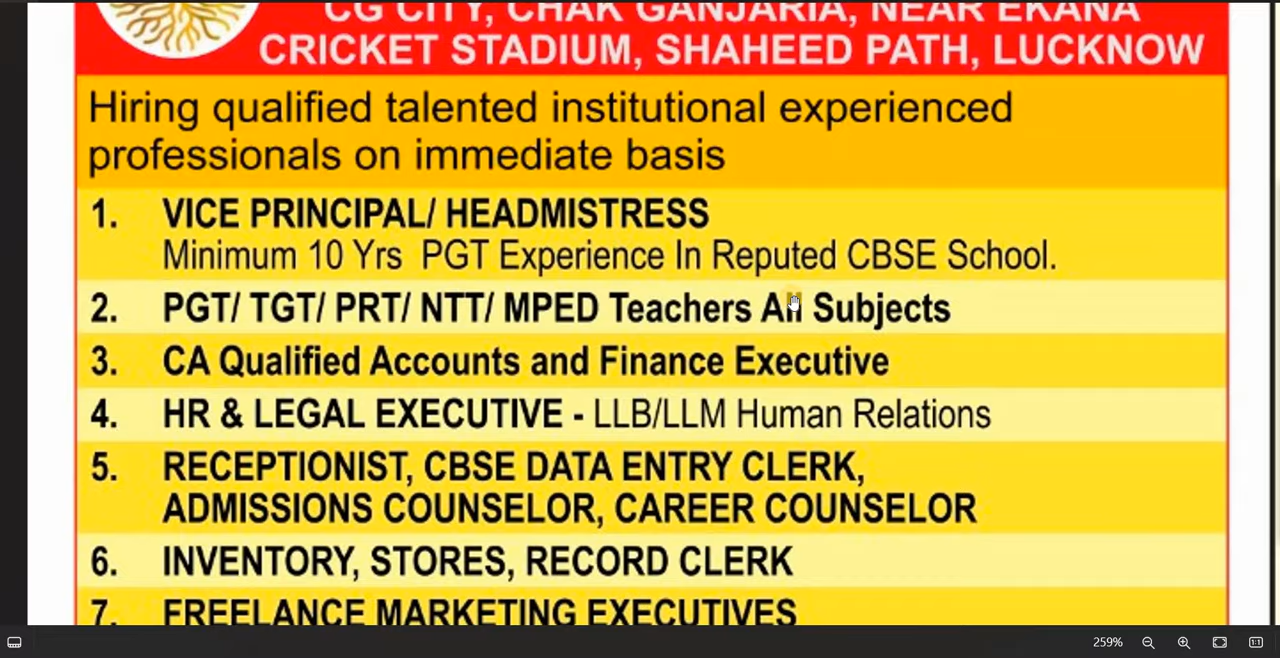 CG CITY, CHAK GANJARIA, NEAR EKANA
CRICKET STADIUM, SHAHEED PATH, LUCKNOW
Hiring qualified talented institutional experienced
professionals on immediate basis
1. VICE PRINCIPAL/ HEADMISTRESS
Minimum 10 Yrs PGT Experience In Reputed CBSE School.
2. PGT/ TGT/ PRT/ NTT/ MPED Teachers All Subjects
3. CA Qualified Accounts and Finance Executive
4. HR & LEGAL EXECUTIVE - LLB/LLM Human Relations
5. RECEPTIONIST, CBSE DATA ENTRY CLERK,
ADMISSIONS COUNSELOR, CAREER COUNSELOR
6. INVENTORY, STORES, RECORD CLERK
7. FREELANCE MARKETING EXECUTIVES
259%
1:1